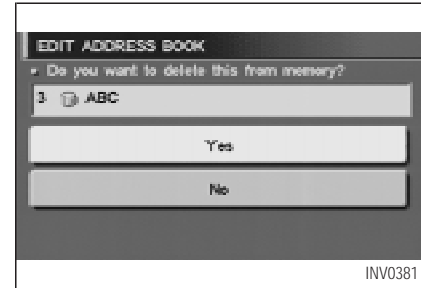 EDIT ADDRESS BOOK
Do you want to delete this from memory?
3 ABC
Yes
No
INV0381